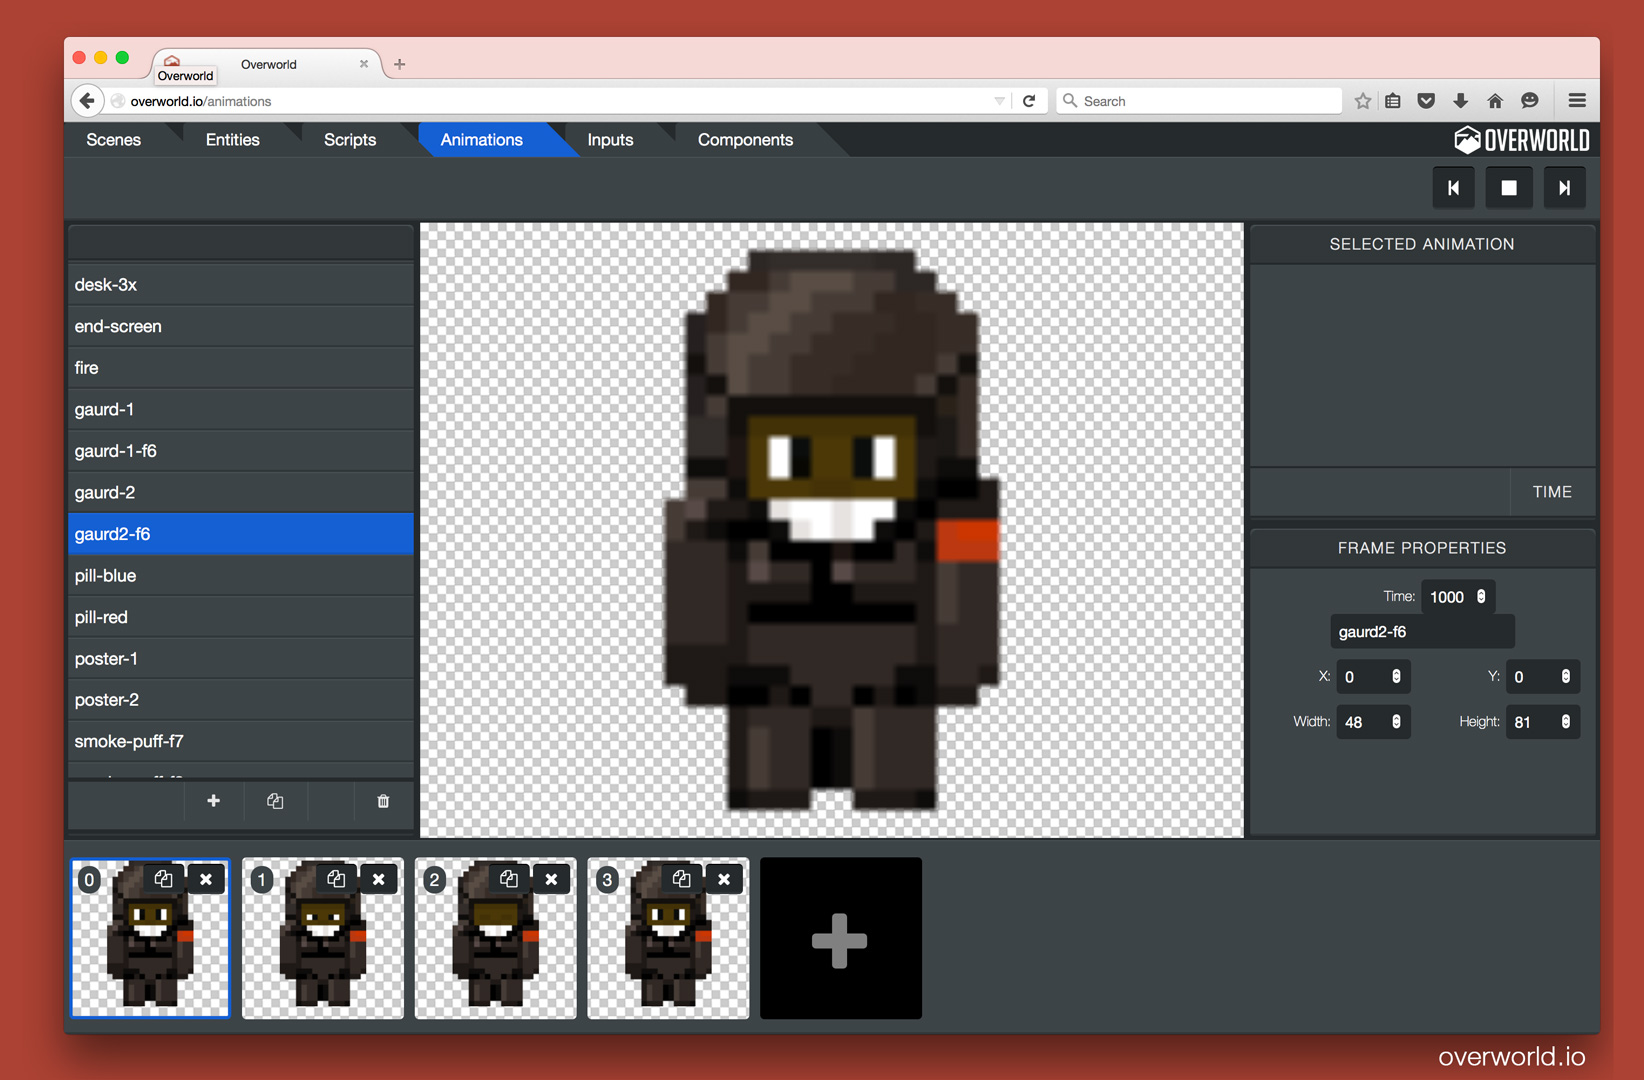 Overworld
Overworld
overworld.io/animations
Search
Scenes
Entities
Scripts
Animations
Inputs
Components
OVERWORLD
desk-3x
end-screen
fire
gaurd-1
gaurd-1-f6
gaurd-2
gaurd2-f6
pill-blue
pill-red
poster-1
poster-2
smoke-puff-f7
SELECTED ANIMATION
TIME
FRAME PROPERTIES
Time: 1000
gaurd2-f6
X: 0 Y: 0
Width: 48 Height: 81
0 1 2 3
overworld.io